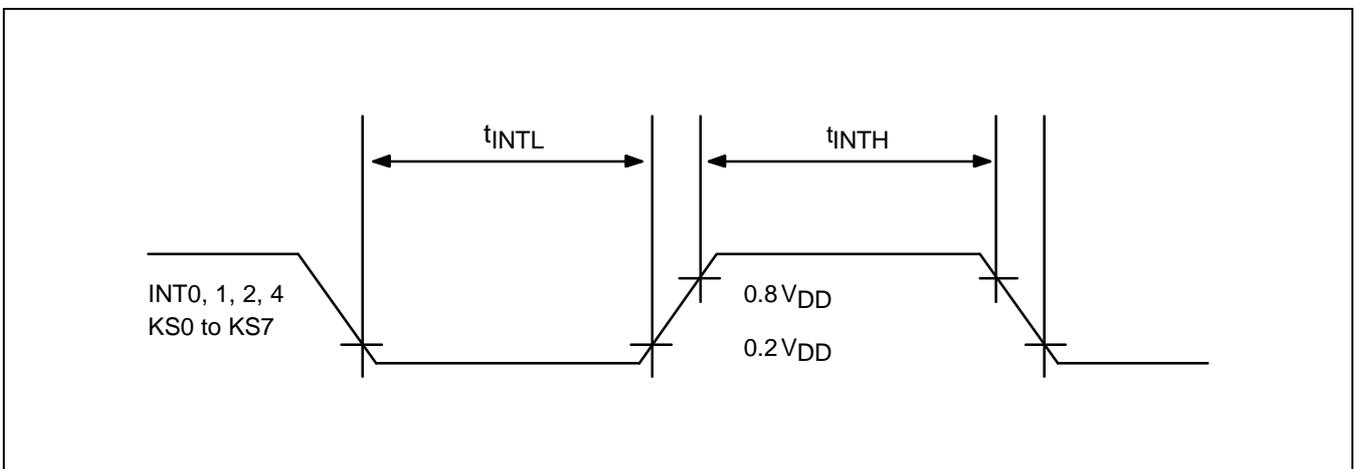 tINTL
tINTH
INT0, 1, 2, 4
KS0 to KS7
0.8 VDD
0.2 VDD